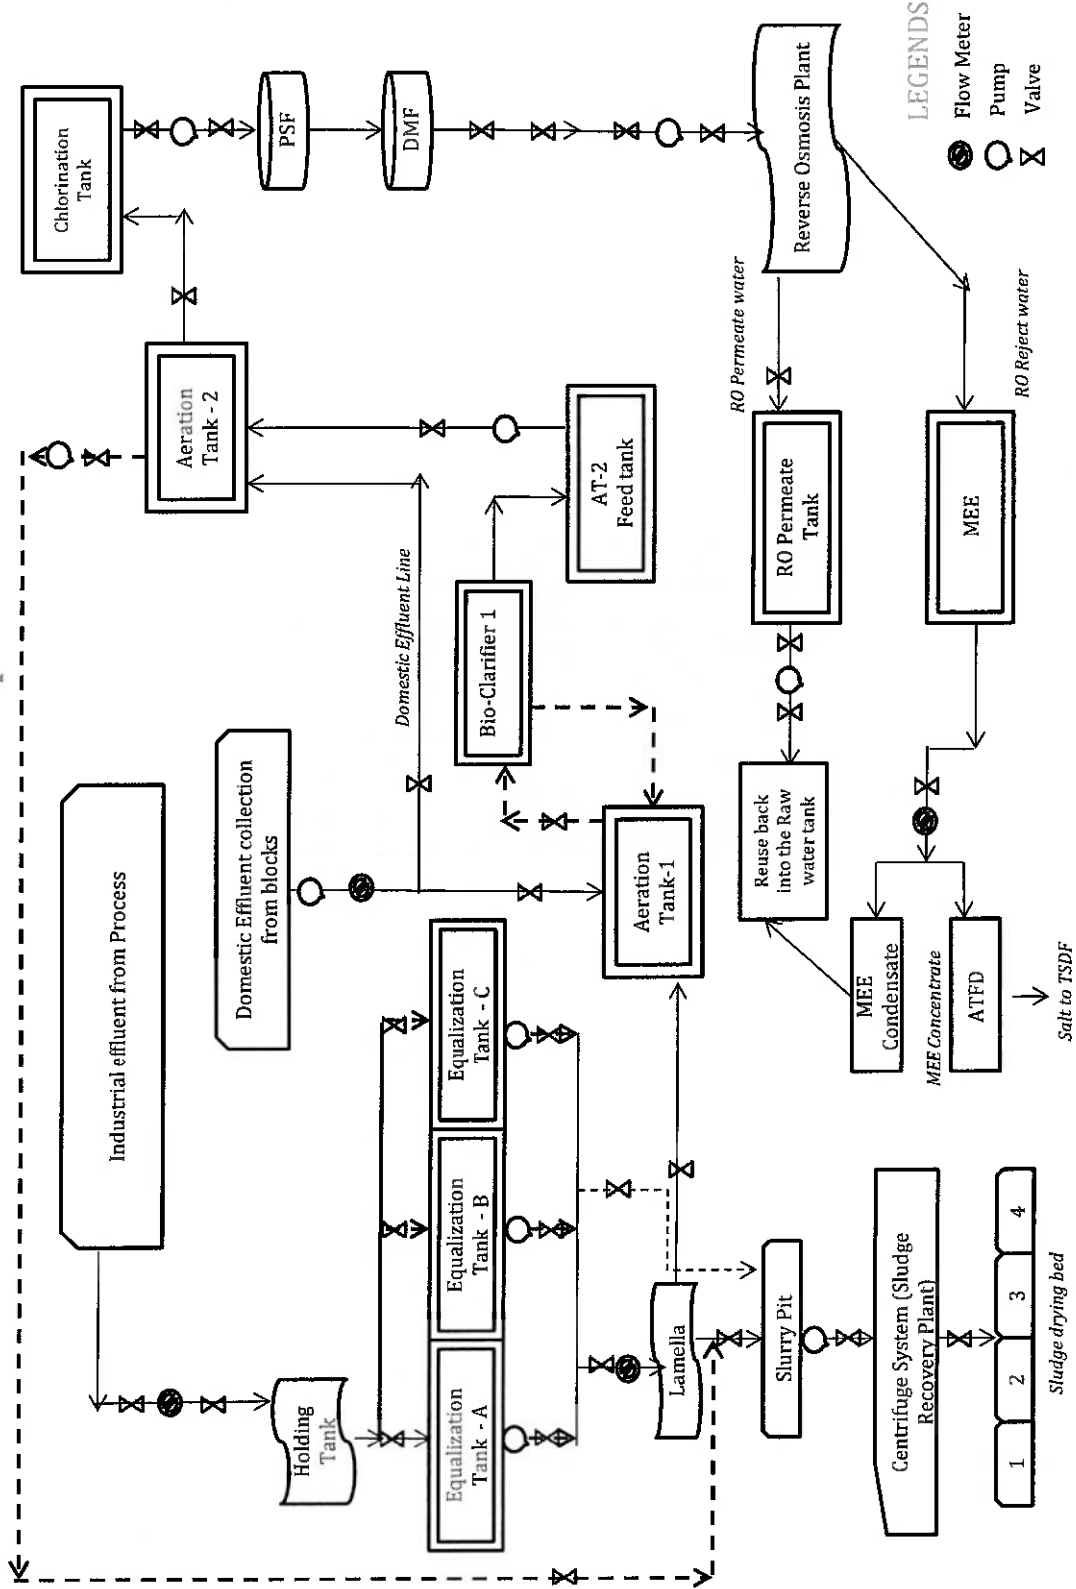 Industrial effluent from Process
Domestic Effluent collection
from blocks
Holding
Tank
Equalization
Tank - A
Equalization
Tank - B
Equalization
Tank - C
Domestic Effluent Line
Aeration
Tank - 2
Chlorination
Tank
PSF
DMF
Lamella
Aeration
Tank-1
Bio-Clarifier 1
AT-2
Feed tank
Slurry Pit
Centrifuge System (Sludge
Recovery Plant)
1
2
3
4
Sludge drying bed
Reverse Osmosis Plant
RO Permeate water
RO Permeate
Tank
Reuse back
into the Raw
water tank
RO Reject water
MEE
MEE
Condensate
MEE Concentrate
ATFD
Salt to TSDF
LEGENDS
Flow Meter
Pump
Valve